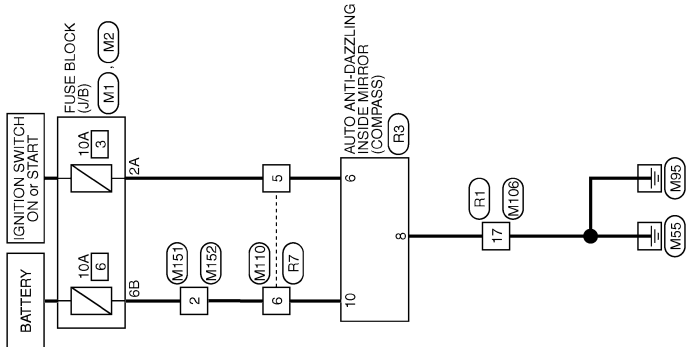 IGNITION SWITCH
ON or START
BATTERY
FUSE BLOCK
(J/B)
M1 , M2
10A
3
10A
6
2A
6B
M151
M152
2
M110
R7
5
6
AUTO ANTI-DAZZLING
INSIDE MIRROR
(COMPASS)
R3
6
10
8
R1
M106
17
M95
M55